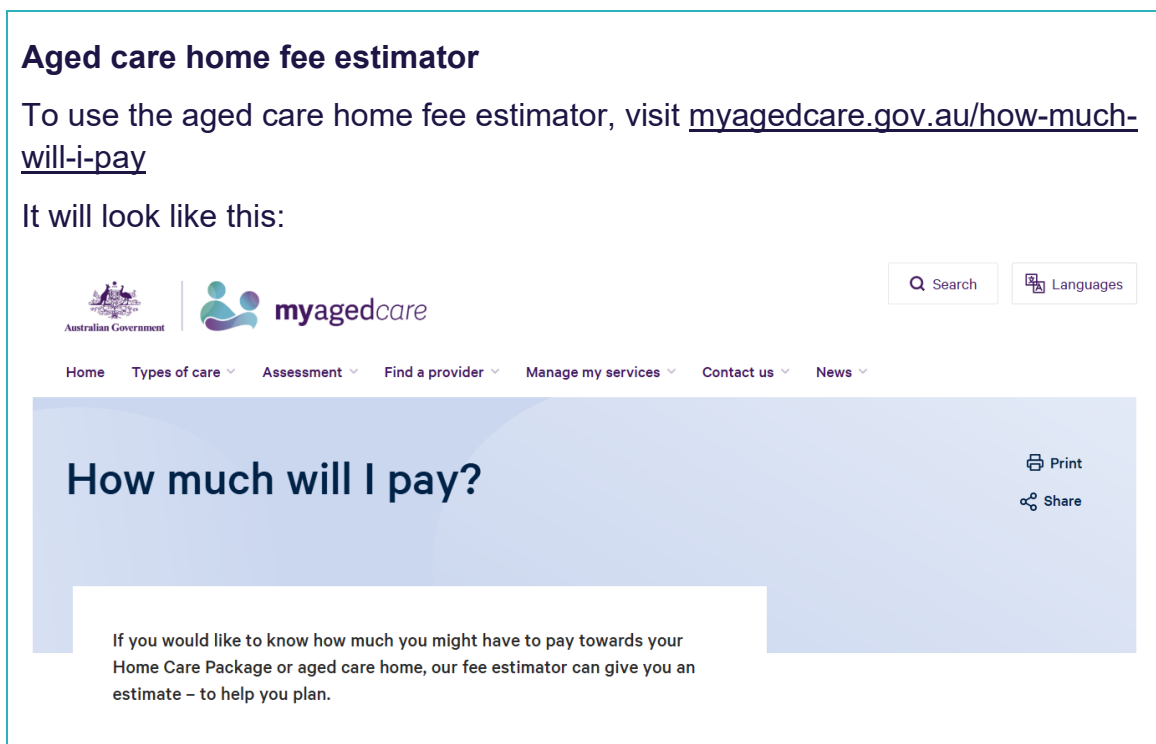 Aged care home fee estimator
To use the aged care home fee estimator, visit myagedcare.gov.au/how-much-
will-i-pay
It will look like this:
Australian Government
myagedcare
Search
Languages
Home Types of care Assessment Find a provider Manage my services Contact us News
How much will I pay?
Print
Share
If you would like to know how much you might have to pay towards your
Home Care Package or aged care home, our fee estimator can give you an
estimate – to help you plan.